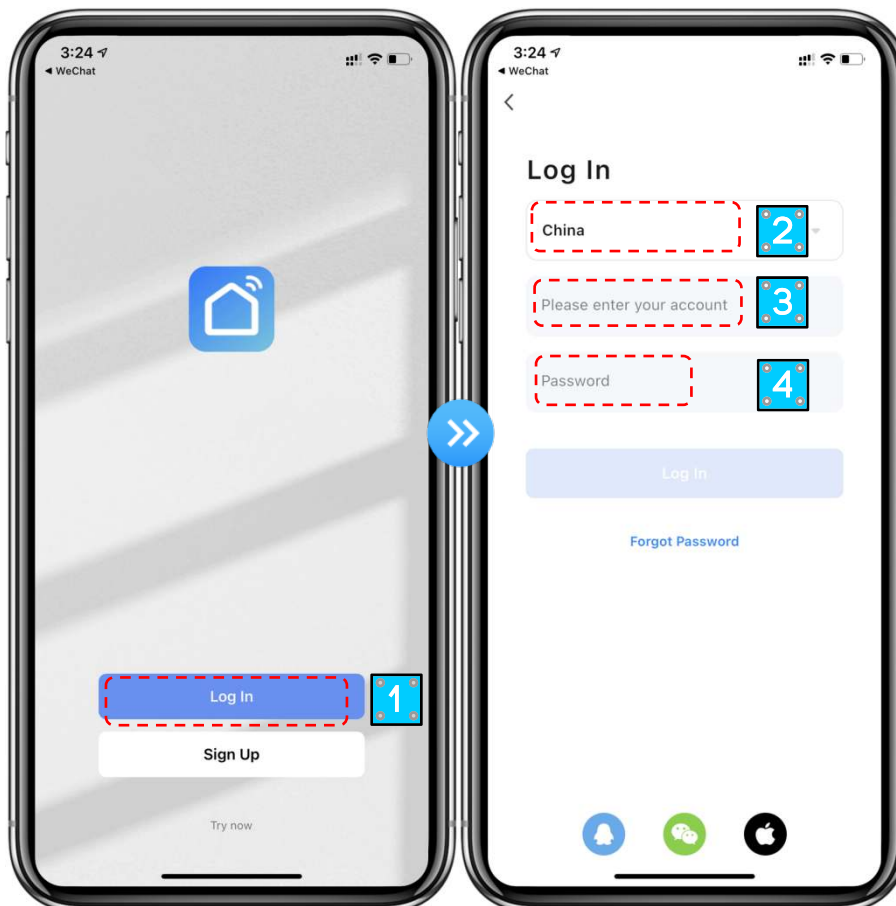 3:24
◀ WeChat
Log In
1
Sign Up
Try now
3:24
◀ WeChat
Log In
China
2
Please enter your account
3
Password
4
Log In
Forgot Password